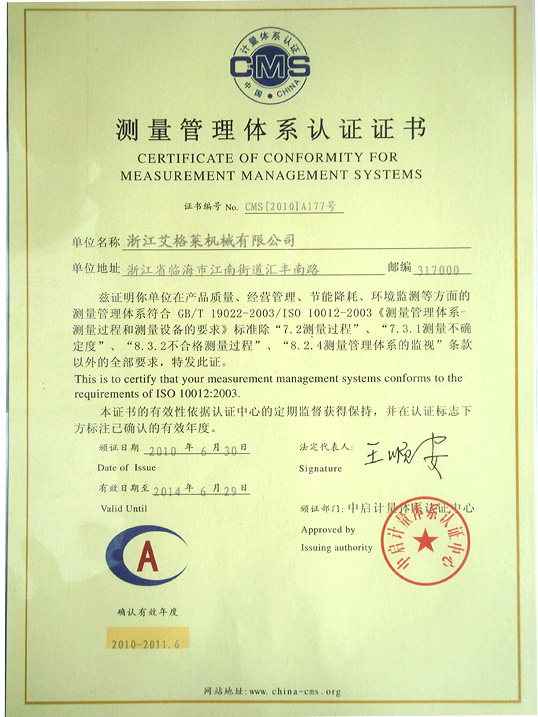 计量体系认证
CMS
中国 ● CHINA
测量管理体系认证证书
CERTIFICATE OF CONFORMITY FOR
MEASUREMENT MANAGEMENT SYSTEMS
证书编号 No. CMS[2010]A177号
单位名称 浙江艾格莱机械有限公司
单位地址 浙江省临海市江南街道汇丰南路 邮编 317000
兹证明你单位在产品质量、经营管理、节能降耗、环境监测等方面的
测量管理体系符合 GB/T 19022-2003/ISO 10012-2003《测量管理体系-
测量过程和测量设备的要求》标准除“7.2测量过程”、“7.3.1测量不确
定度”、“8.3.2不合格测量过程”、“8.2.4测量管理体系的监视”条款
以外的全部要求，特发此证。
This is to certify that your measurement management systems conforms to the
requirements of ISO 10012:2003.
本证书的有效性依据认证中心的定期监督获得保持，并在认证标志下
方标注已确认的有效年度。
颁证日期 2010 年 6 月 30 日
Date of Issue
法定代表人: 王顺安
Signature
有效日期至 2014 年 6 月 29 日
Valid Until
颁证部门: 中启计量体系认证中心
Approved by
Issuing authority
中启计量体系认证中心
A
确认有效年度
2010-2011.6
网站地址:www.china-cms.org